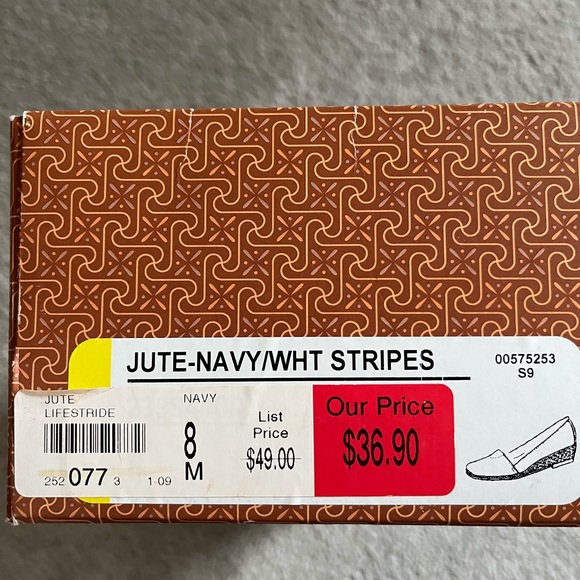 JUTE-NAVY/WHT STRIPES
00575253
S9
JUTE
LIFESTRIDE
NAVY
8
M
252 077 3 1-09
List
Price
$49.00
Our Price
$36.90